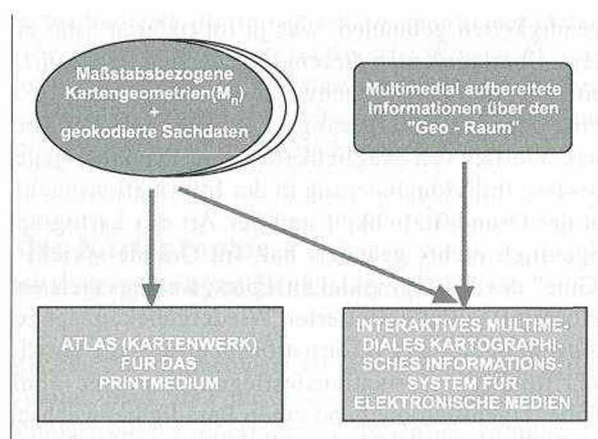 Maßstabsbezogene
Kartengeometrien(Mn)
+
geokodierte Sachdaten
Multimedial aufbereitete
Informationen über den
"Geo - Raum"
ATLAS (KARTENWERK)
FÜR DAS
PRINTMEDIUM
INTERAKTIVES MULTIME-
DIALES KARTOGRAPHI-
SCHES INFORMATIONS-
SYSTEM FÜR
ELEKTRONISCHE MEDIEN